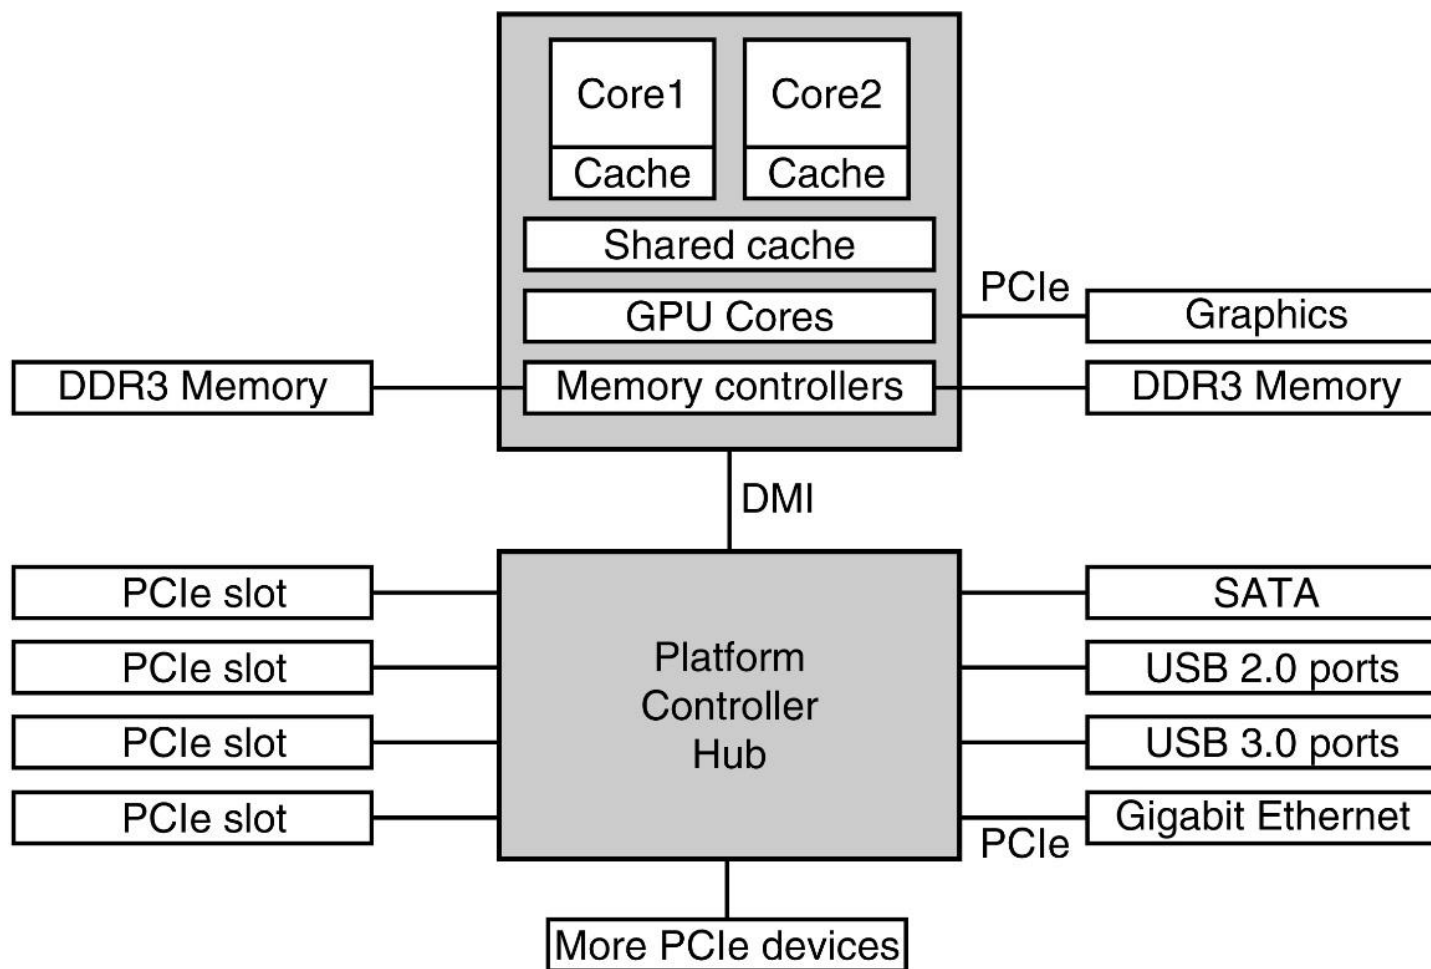 Core1
Core2
Cache
Cache
Shared cache
GPU Cores
PCIe
Graphics
DDR3 Memory
Memory controllers
DDR3 Memory
DMI
PCIe slot
PCIe slot
PCIe slot
PCIe slot
Platform
Controller
Hub
SATA
USB 2.0 ports
USB 3.0 ports
Gigabit Ethernet
PCIe
More PCIe devices